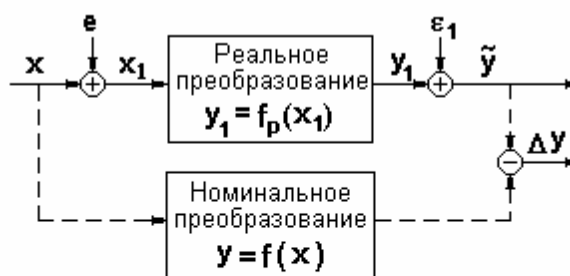 e
ε₁
x
x₁
Реальное
преобразование
y₁ = fₚ(x₁)
y₁
ỹ
Δy
Номинальное
преобразование
y = f(x)